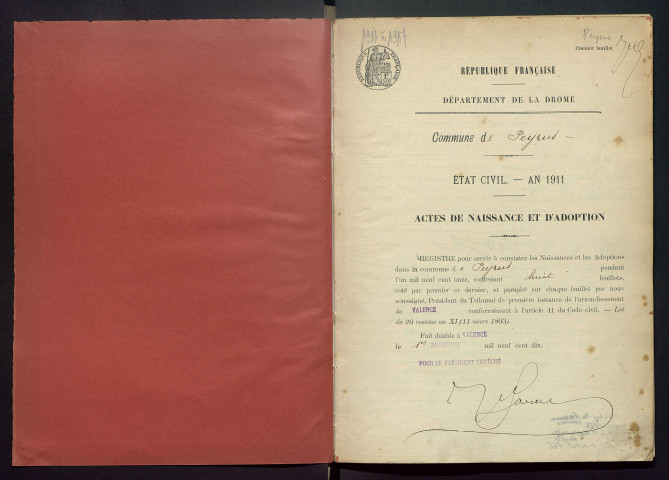 1911 à 1917
Peyrus
Premier feuillet
RÉPUBLIQUE FRANÇAISE
RÉPUBLIQUE FRANÇAISE
DÉPARTEMENT DE LA DROME
Commune de Peyrus
ÉTAT CIVIL. — AN 1911
ACTES DE NAISSANCE ET D'ADOPTION
REGISTRE pour servir à constater les Naissances et les Adoptions
dans la commune de Peyrus pendant
l'an mil neuf cent onze, contenant huit feuillets,
coté par premier et dernier, et paraphé sur chaque feuillet par nous
soussigné, Président du Tribunal de première instance de l'arrondissement
de VALENCE conformément à l'article 41 du Code civil. — Loi
du 20 ventôse an XI (11 mars 1803).
Fait double à VALENCE
le 1er DÉCEMBRE mil neuf cent dix.
POUR LE PRÉSIDENT EMPÊCHÉ